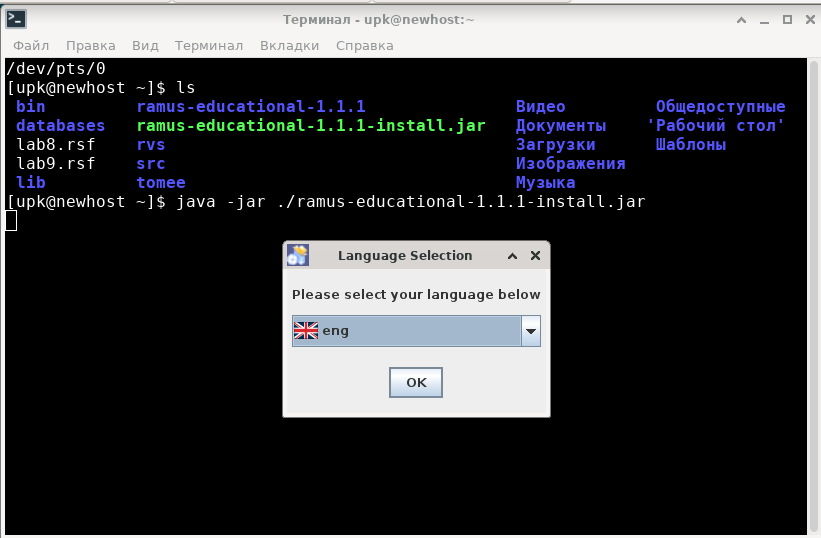 Терминал - upk@newhost:~
Файл Правка Вид Терминал Вкладки Справка
/dev/pts/0
[upk@newhost ~]$ ls
bin ramus-educational-1.1.1 Видео Общедоступные
databases ramus-educational-1.1.1-install.jar Документы 'Рабочий стол'
lab8.rsf rvs Загрузки Шаблоны
lab9.rsf src Изображения
lib tomee Музыка
[upk@newhost ~]$ java -jar ./ramus-educational-1.1.1-install.jar
Language Selection
Please select your language below
eng
OK